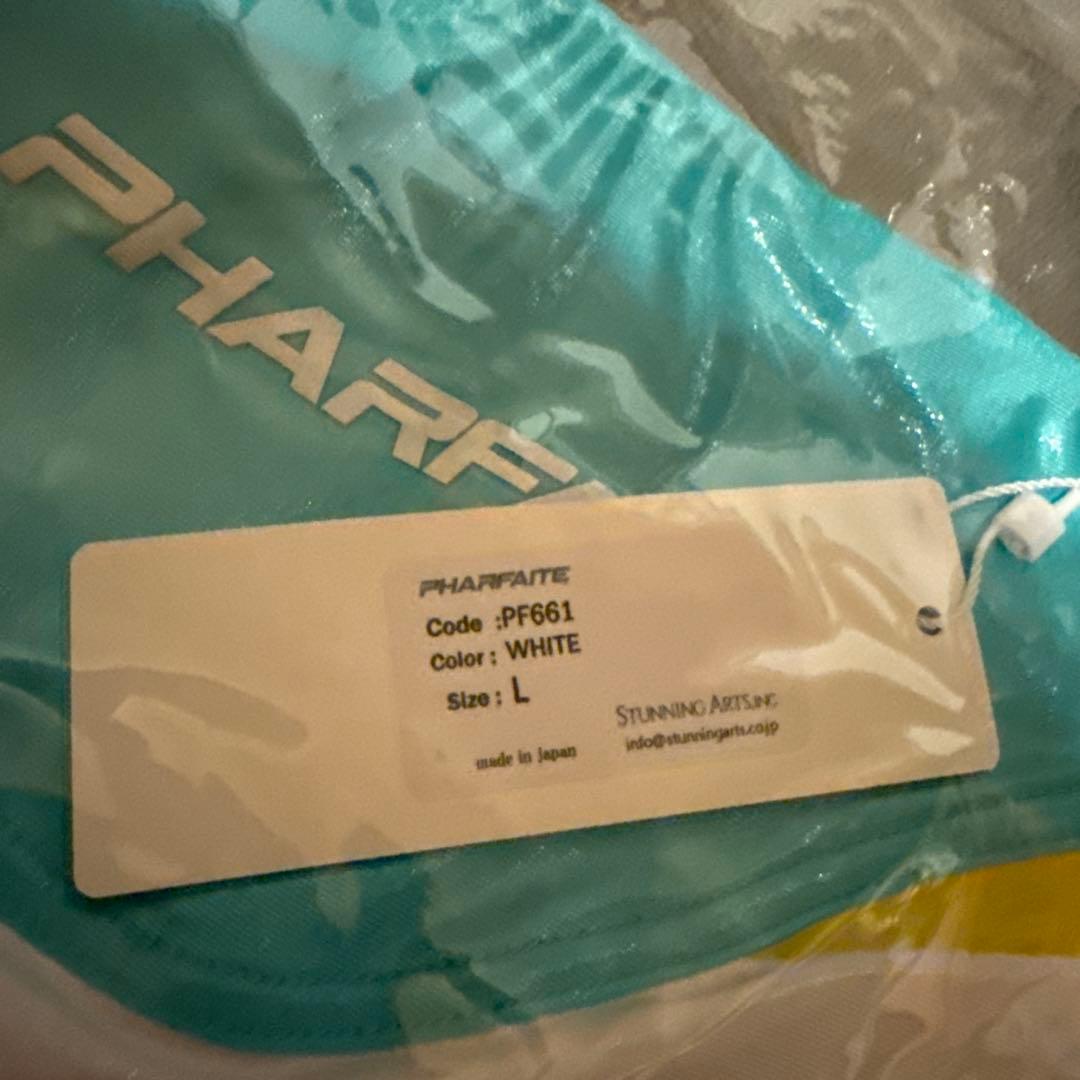 PHARF
PHARFAITE
Code :PF661
Color : WHITE
Size : L
STUNNING ARTS,INC
made in japan
info@stunningarts.co.jp